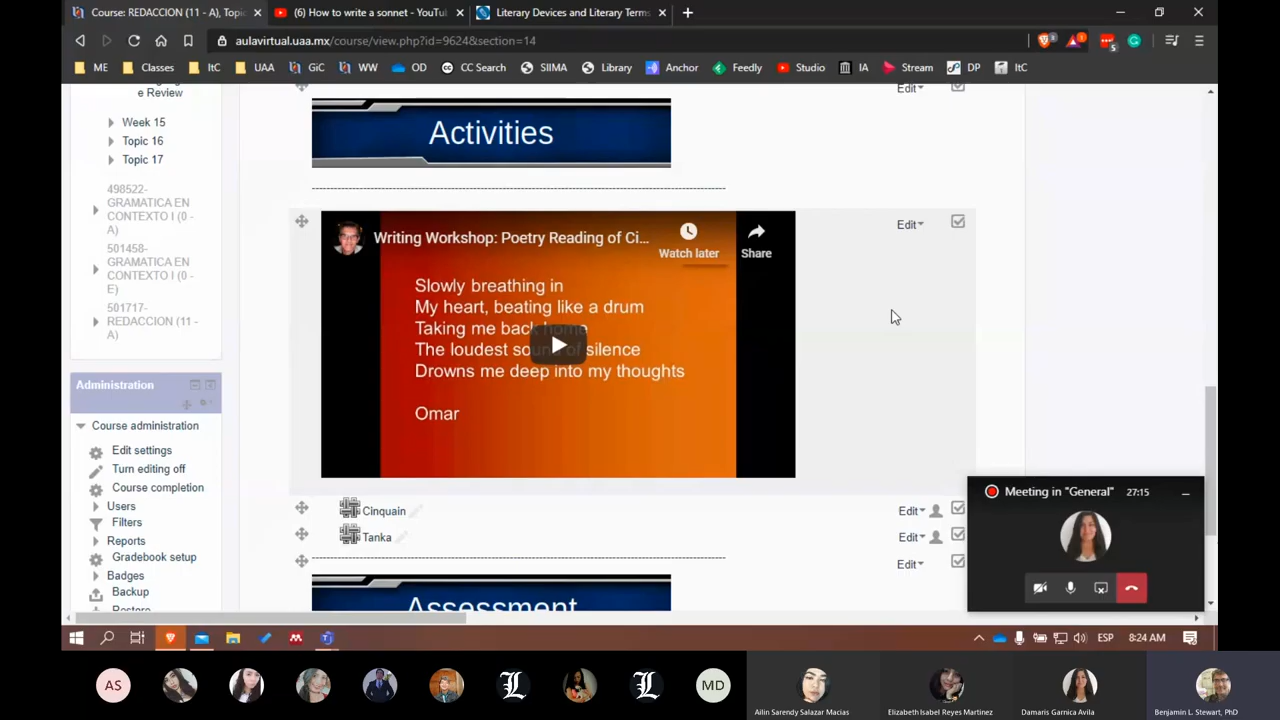 Course: REDACCION (11 - A), Topic
(6) How to write a sonnet - YouTu
Literary Devices and Literary Terms
aulavirtual.uaa.mx/course/view.php?id=9624&section=14
ME
Classes
ItC
UAA
GiC
WW
OD
CC Search
SIIMA
Library
Anchor
Feedly
Studio
IA
Stream
DP
ItC
e Review
Week 15
Topic 16
Topic 17
498522-
GRAMATICA EN
CONTEXTO I (0 -
A)
501458-
GRAMATICA EN
CONTEXTO I (0 -
E)
501717-
REDACCION (11 -
A)
Administration
Course administration
Edit settings
Turn editing off
Course completion
Users
Filters
Reports
Gradebook setup
Badges
Backup
Restore
Edit
Activities
Edit
Writing Workshop: Poetry Reading of Ci...
Watch later
Share
Slowly breathing in
My heart, beating like a drum
Taking me back home
The loudest sound of silence
Drowns me deep into my thoughts
Omar
Cinquain
Edit
Tanka
Edit
Edit
Assessment
Meeting in "General"
27:15
ESP
8:24 AM
AS
L
L
MD
Ailin Sarendy Salazar Macias
Elizabeth Isabel Reyes Martinez
Damaris Garnica Avila
Benjamin L. Stewart, PhD